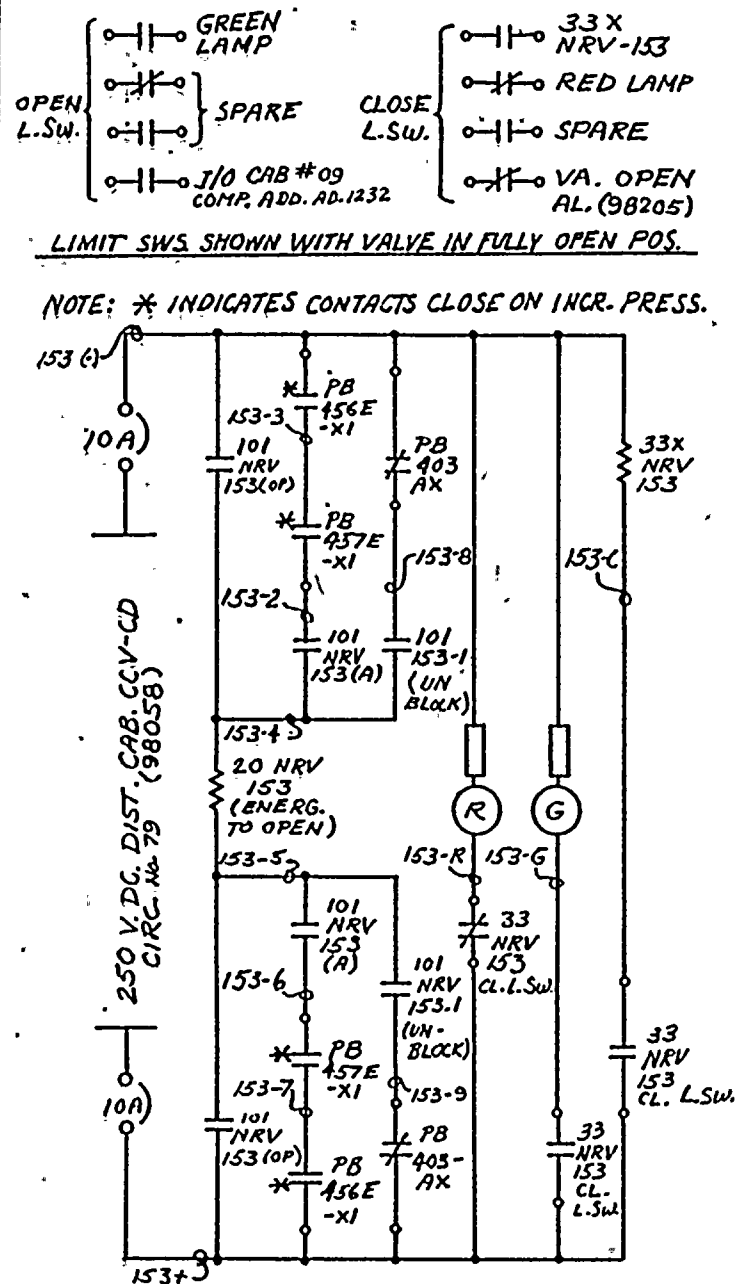 GREEN
LAMP
OPEN
L.SW.
SPARE
J/O CAB #09
COMP. ADD. AD. 1232
33X
NRV-153
RED LAMP
CLOSE
L.SW.
SPARE
VA. OPEN
AL. (98205)
LIMIT SWS. SHOWN WITH VALVE IN FULLY OPEN POS.
NOTE: * INDICATES CONTACTS CLOSE ON INCR. PRESS.
153 (-)
10A
101
NRV
153(OP)
* PB
456E
-X1
153-3
* PB
457E
-X1
153-2
101
NRV
153(A)
PB
403
AX
153-8
101
153-1
(UN
BLOCK)
33X
NRV
153
153-C
153-4
20 NRV
153
(ENERG.
TO OPEN)
R
G
153-5
153-R
153-G
250 V. DC. DIST. CAB. CCV-CD
CIRC. No 79 (98058)
101
NRV
153
(A)
153-6
101
NRV
153.1
(UN-
BLOCK)
33
NRV
153
CL. L.SW.
* PB
457E
-X1
153-7
153-9
33
NRV
153
CL. L.SW.
10A
101
NRV
153(OP)
* PB
456E
-X1
PB
403-
AX
33
NRV
153
CL.
L.SW
153+